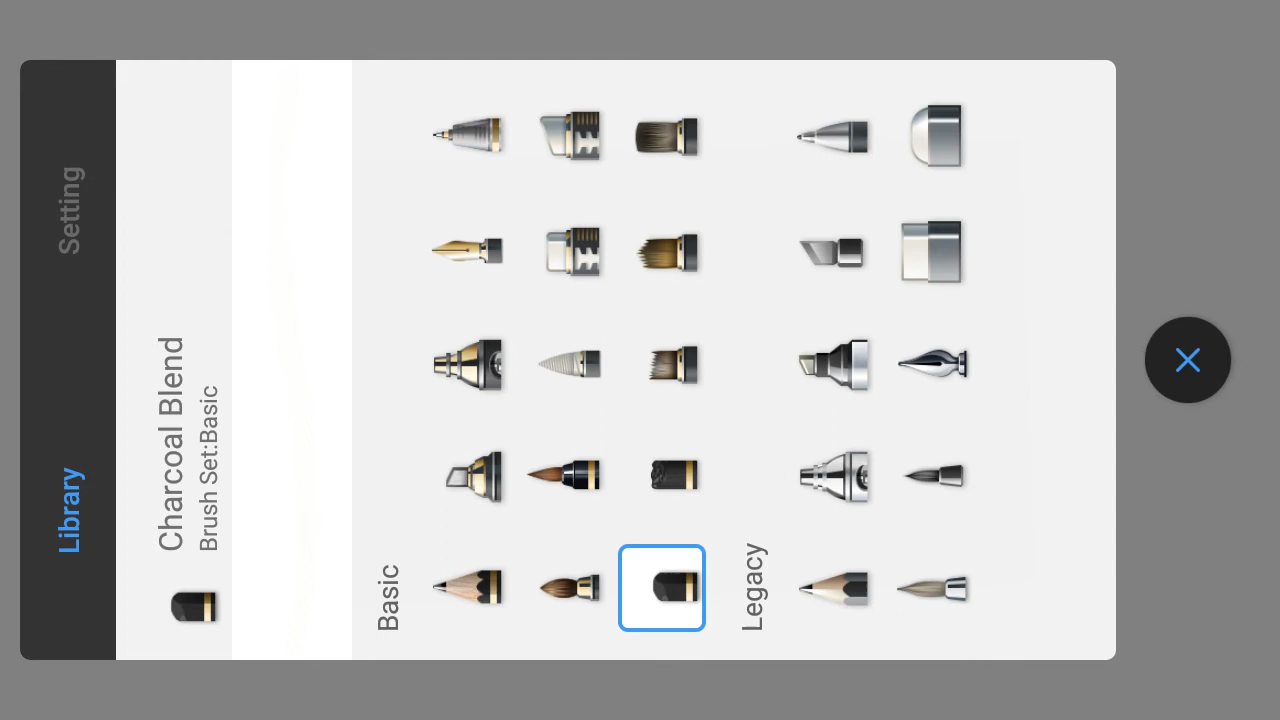 Library
Setting
Charcoal Blend
Brush Set:Basic
Basic
Legacy